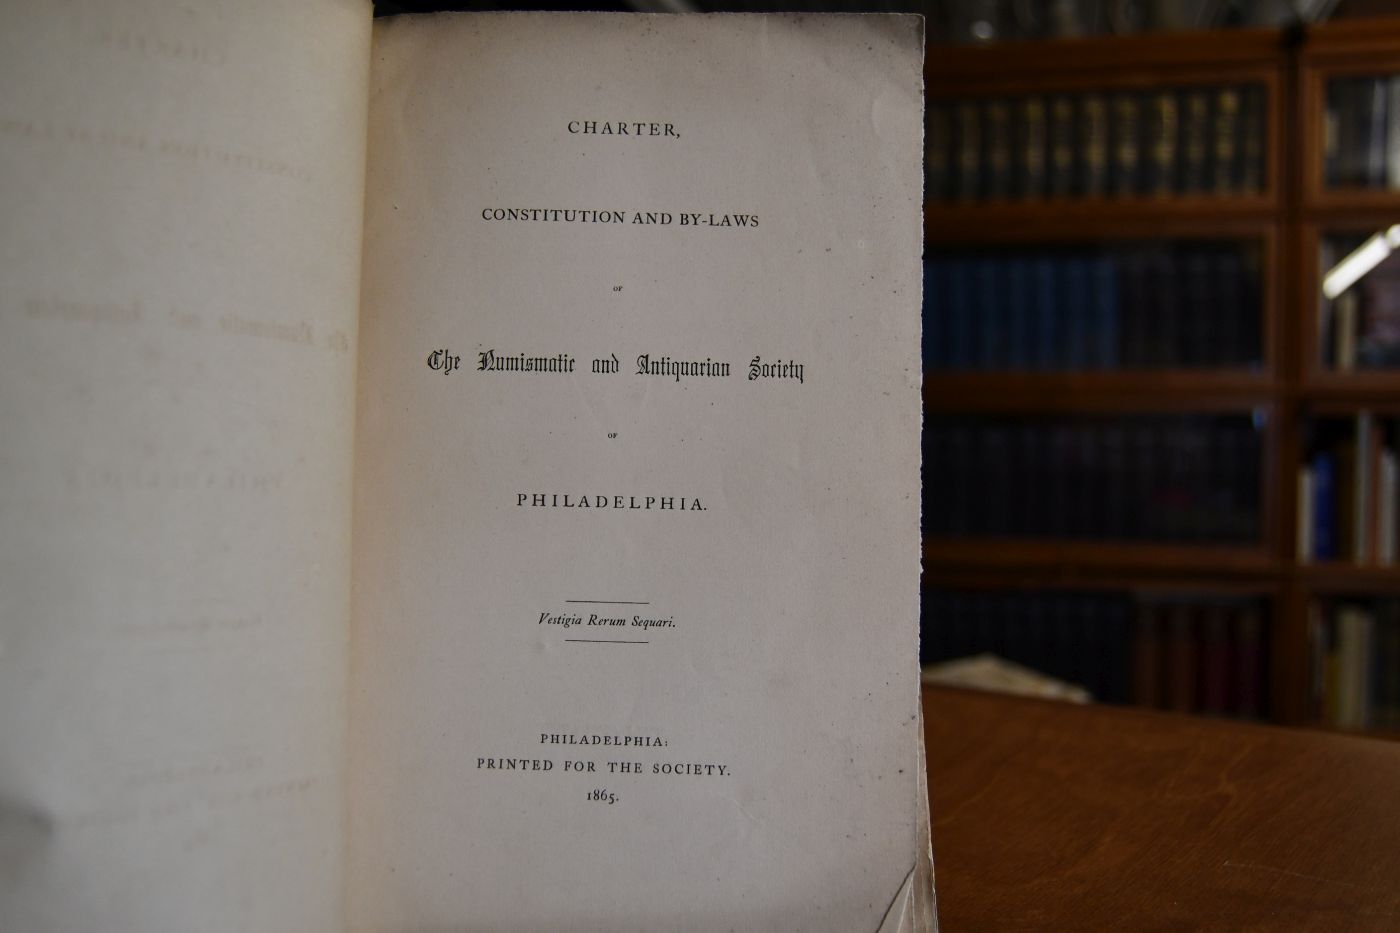 CHARTER,
CONSTITUTION AND BY-LAWS
OF
The Numismatic and Antiquarian Society
OF
PHILADELPHIA.
Vestigia Rerum Sequari.
PHILADELPHIA:
PRINTED FOR THE SOCIETY.
1865.